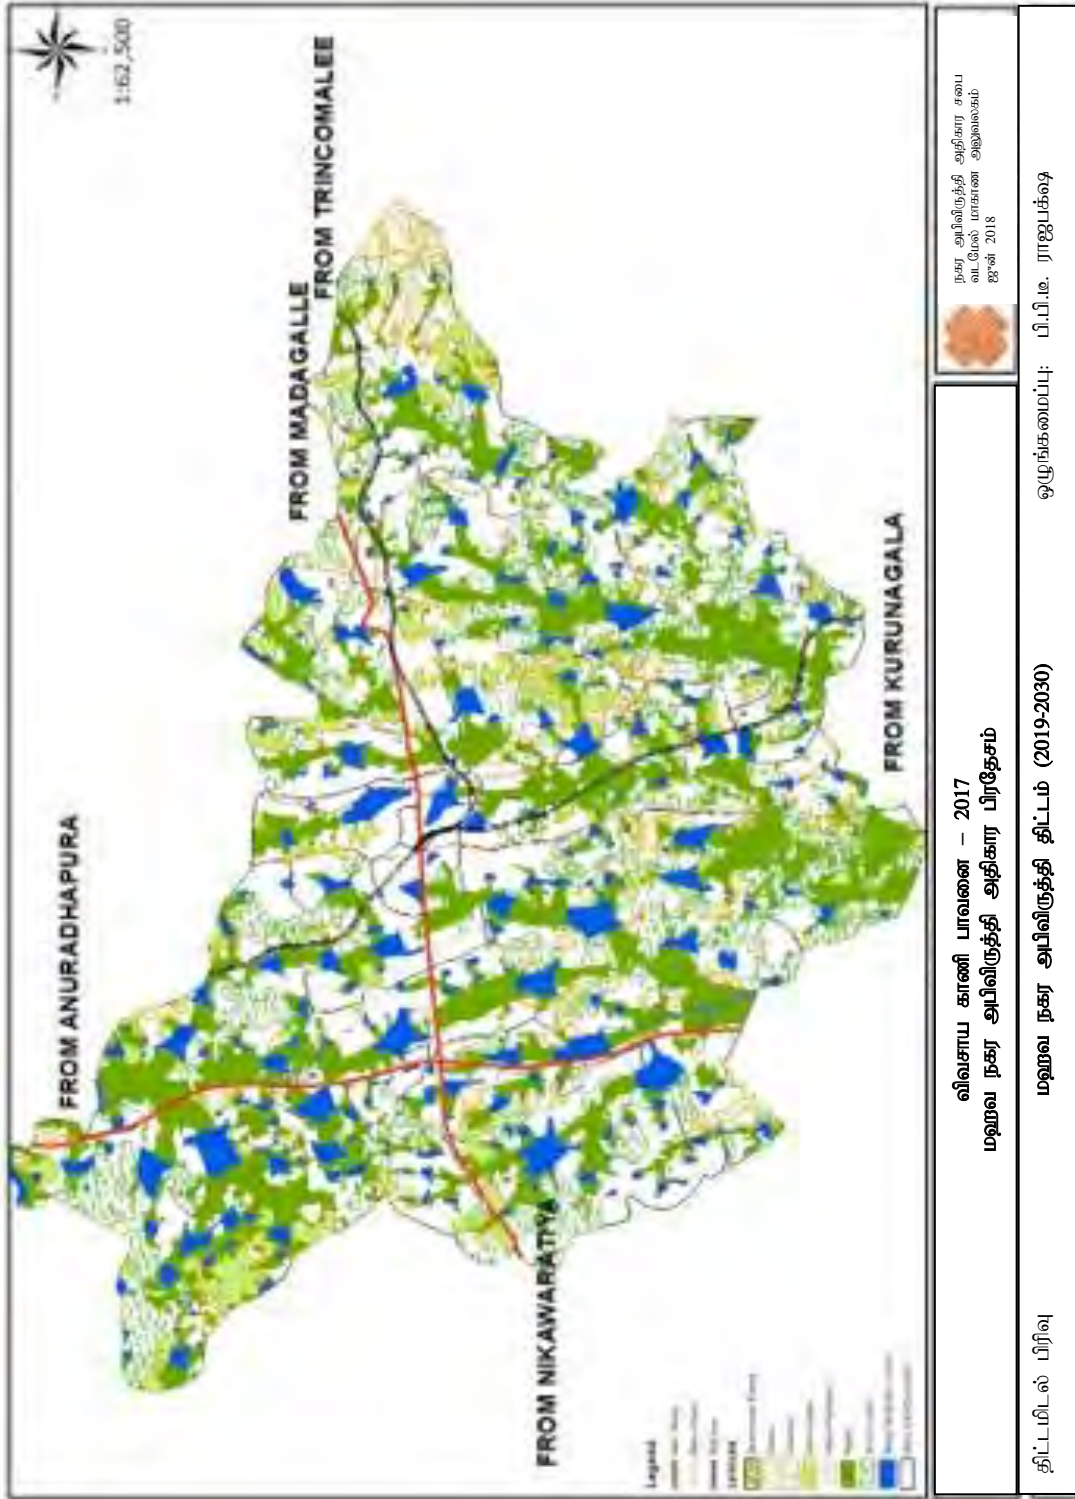 1:62,500
FROM TRINCOMALEE
FROM MADAGALLE
FROM ANURADHAPURA
FROM KURUNAGALA
FROM NIKAWARATIYA
Legend
விவசாய காணி பாவனை – 2017
மஹவ நகர அபிவிருத்தி அதிகார பிரதேசம்
நகர அபிவிருத்தி அதிகார சபை
வடமேல் மாகாண அலுவலகம்
ஜுன் 2018
திட்டமிடல் பிரிவு
மஹவ நகர அபிவிருத்தி திட்டம் (2019-2030)
ஒழுங்கமைப்பு: பி.பி.டீ. ராஜபக்ஷ